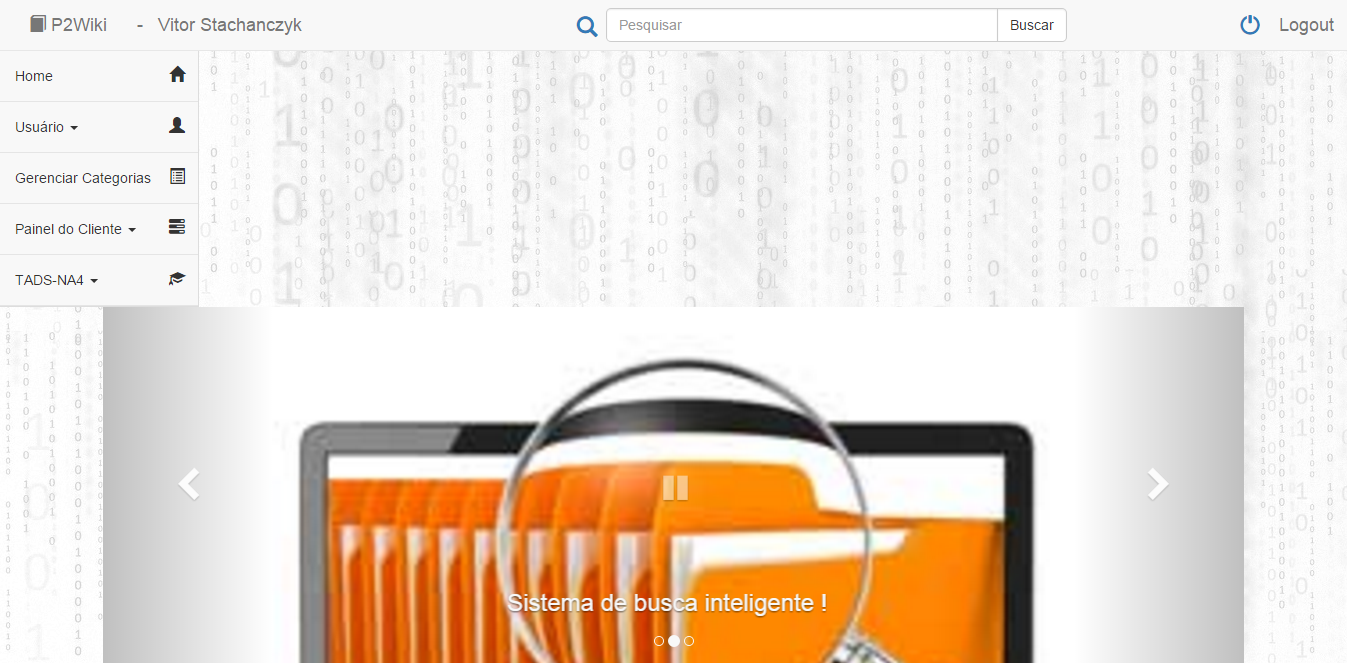 P2Wiki - Vitor Stachanczyk
Pesquisar
Buscar
Logout
Home
Usuário
Gerenciar Categorias
Painel do Cliente
TADS-NA4
Sistema de busca inteligente !